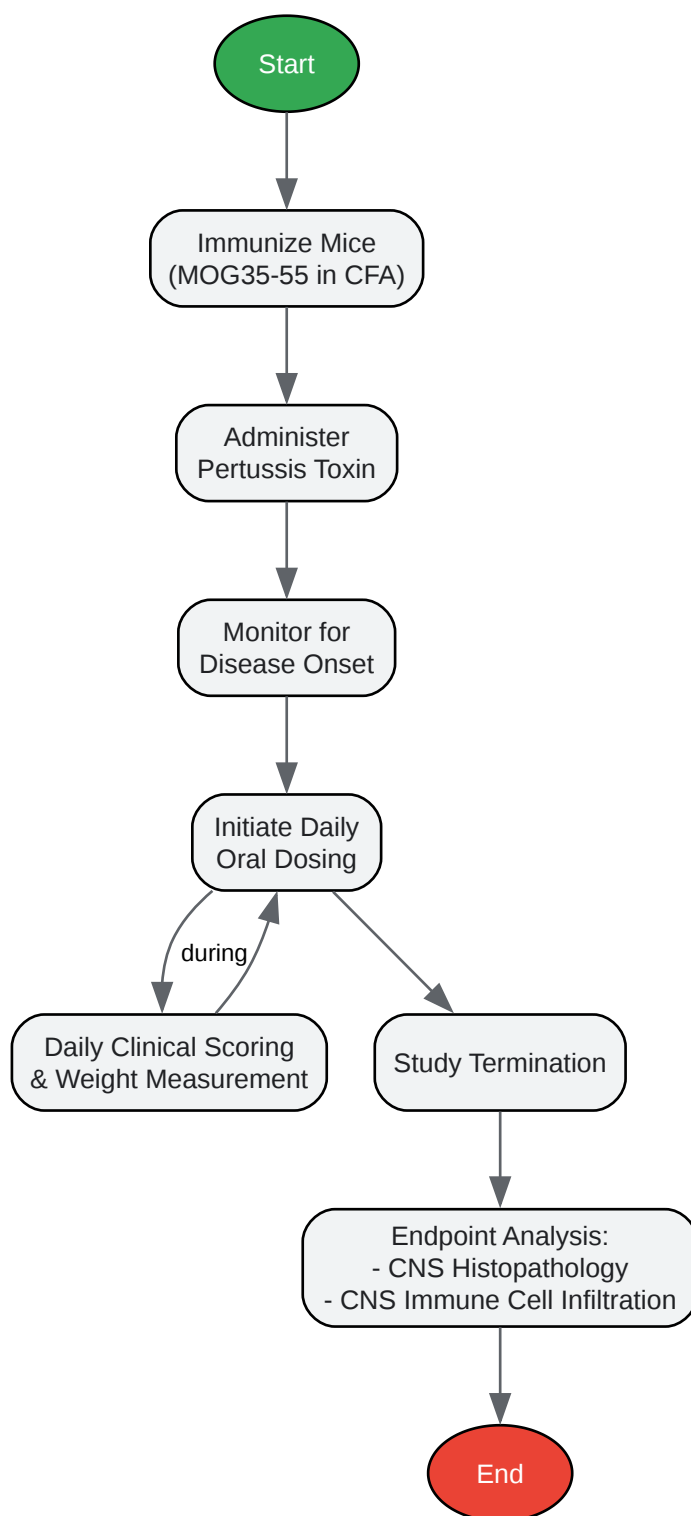 Start
Immunize Mice
(MOG35-55 in CFA)
Administer
Pertussis Toxin
Monitor for
Disease Onset
Initiate Daily
Oral Dosing
during
Daily Clinical Scoring
& Weight Measurement
Study Termination
Endpoint Analysis:
- CNS Histopathology
- CNS Immune Cell Infiltration
End